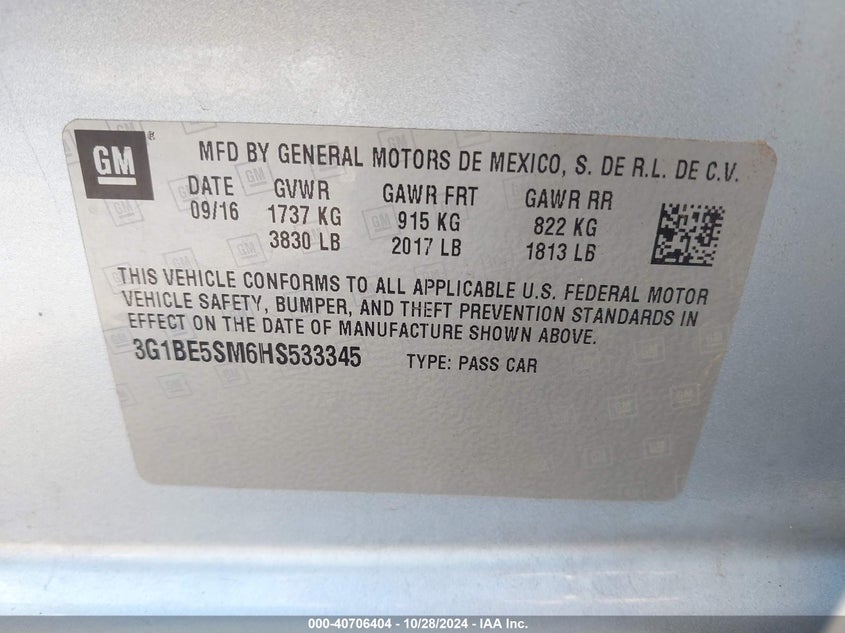 GM
MFD BY GENERAL MOTORS DE MEXICO, S. DE R.L. DE C.V.
DATE GVWR GAWR FRT GAWR RR
09/16 1737 KG 915 KG 822 KG
3830 LB 2017 LB 1813 LB
THIS VEHICLE CONFORMS TO ALL APPLICABLE U.S. FEDERAL MOTOR
VEHICLE SAFETY, BUMPER, AND THEFT PREVENTION STANDARDS IN
EFFECT ON THE DATE OF MANUFACTURE SHOWN ABOVE.
3G1BE5SM6HS533345 TYPE: PASS CAR
000-40706404 - 10/28/2024 - IAA Inc.